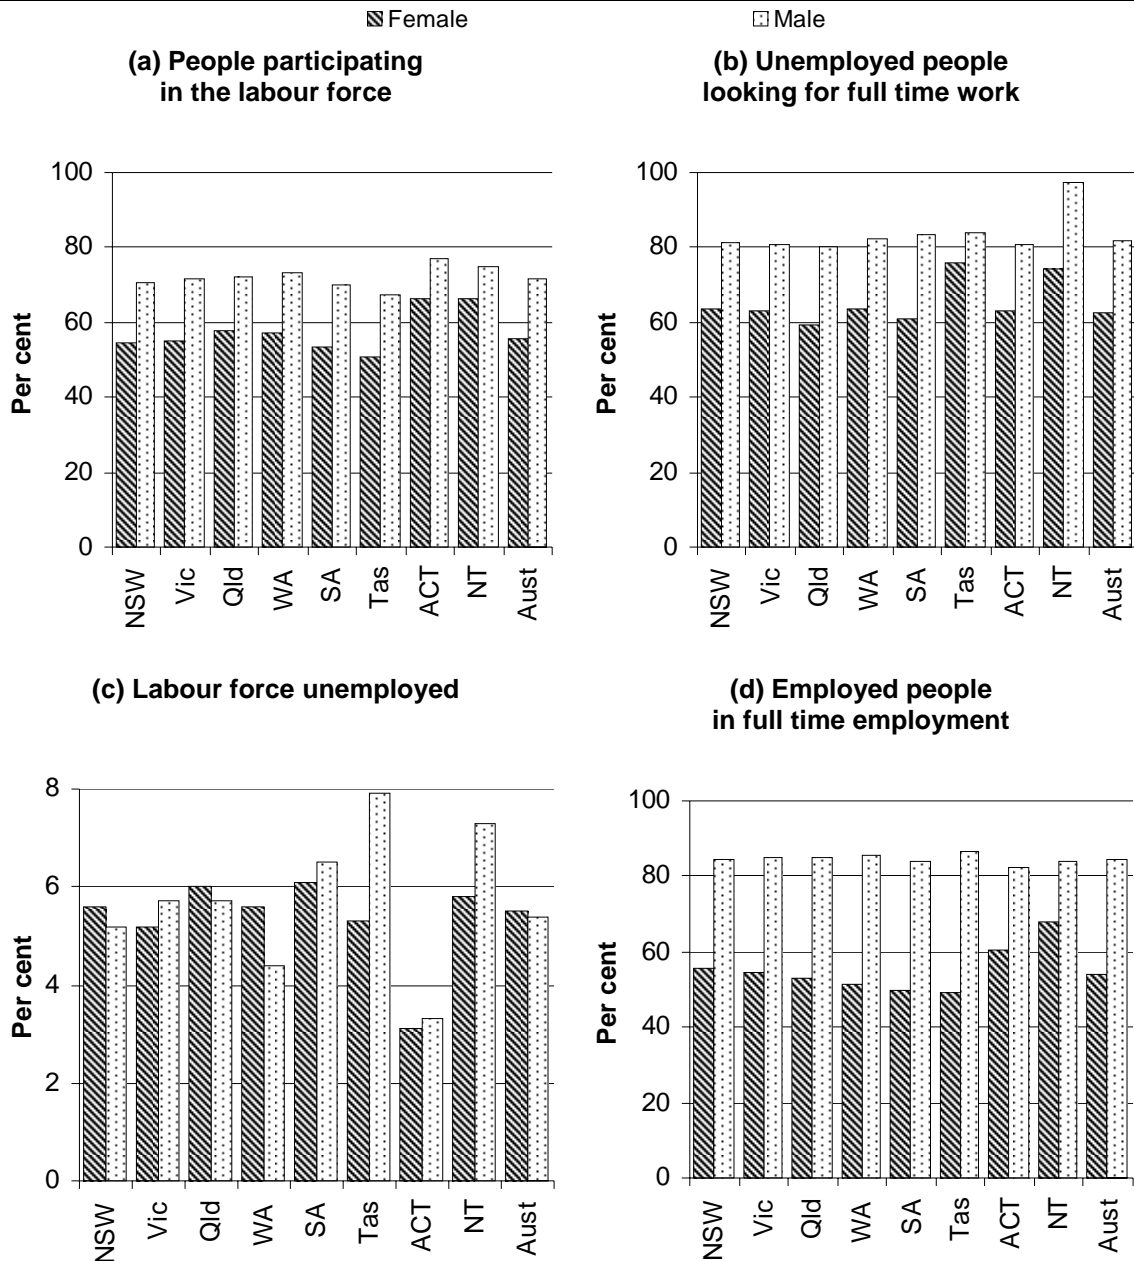 Female Male
(a) People participating
in the labour force
(b) Unemployed people
looking for full time work
Per cent
100
80
60
40
20
0
NSW Vic Qld WA SA Tas ACT NT Aust
Per cent
100
80
60
40
20
0
NSW Vic Qld WA SA Tas ACT NT Aust
(c) Labour force unemployed
(d) Employed people
in full time employment
Per cent
8
6
4
2
0
NSW Vic Qld WA SA Tas ACT NT Aust
Per cent
100
80
60
40
20
0
NSW Vic Qld WA SA Tas ACT NT Aust